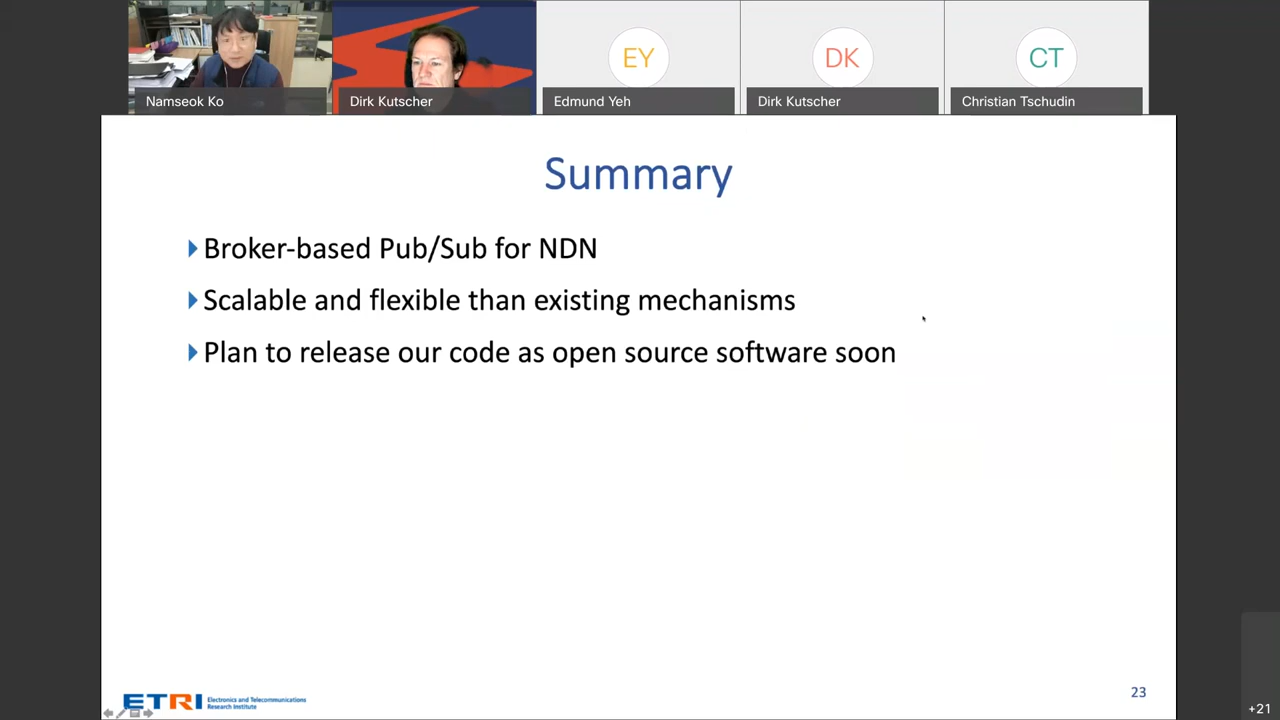 EY
DK
CT
Namseok Ko
Dirk Kutscher
Edmund Yeh
Dirk Kutscher
Christian Tschudin
Summary
Broker-based Pub/Sub for NDN
Scalable and flexible than existing mechanisms
Plan to release our code as open source software soon
ETRI
Electronics and Telecommunications
Research Institute
23
+21